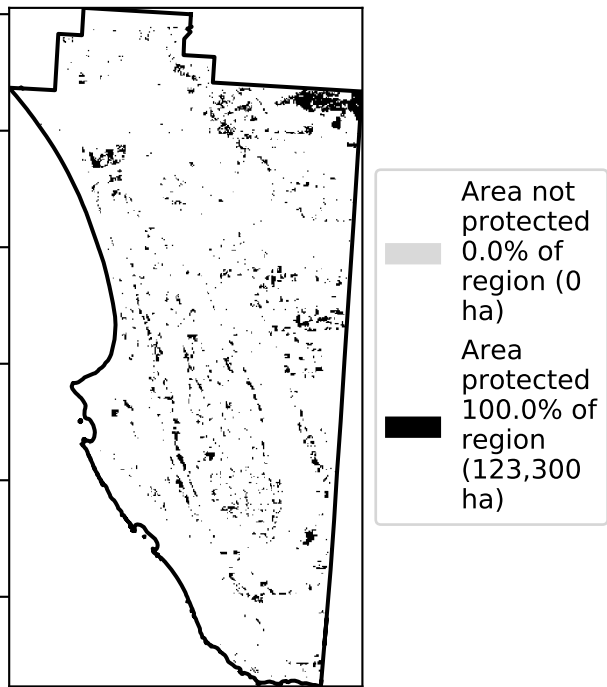 Area not
protected
0.0% of
region (0
ha)
Area
protected
100.0% of
region
(123,300
ha)